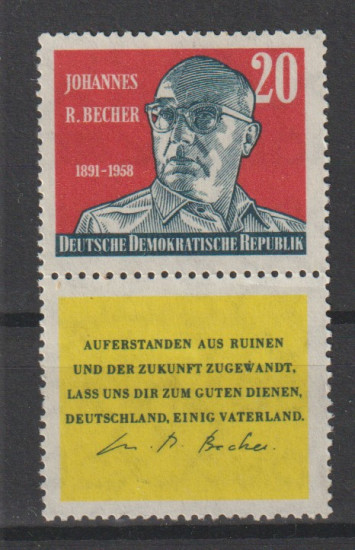 JOHANNES
R. BECHER
20
1891-1958
DEUTSCHE DEMOKRATISCHE REPUBLIK
AUFERSTANDEN AUS RUINEN
UND DER ZUKUNFT ZUGEWANDT,
LASS UNS DIR ZUM GUTEN DIENEN,
DEUTSCHLAND, EINIG VATERLAND.
Becher.